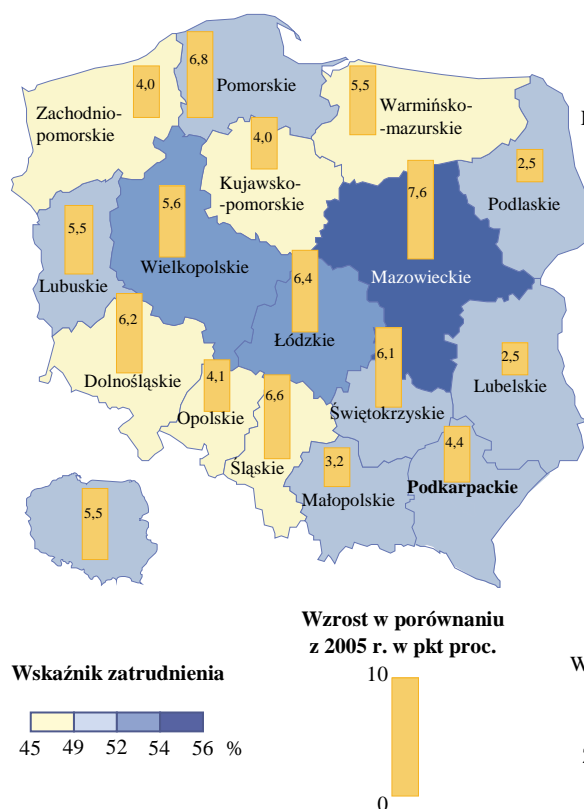 6,8
4,0
Pomorskie
Zachodnio-
pomorskie
5,5
Warmińsko-
-mazurskie
4,0
Kujawsko-
-pomorskie
2,5
Podlaskie
7,6
Mazowieckie
5,6
Wielkopolskie
5,5
Lubuskie
6,4
Łódzkie
6,2
Dolnośląskie
6,1
Świętokrzyskie
2,5
Lubelskie
4,1
Opolskie
6,6
Śląskie
3,2
Małopolskie
4,4
Podkarpackie
5,5
Wzrost w porównaniu
z 2005 r. w pkt proc.
10
0
Wskaźnik zatrudnienia
45 49 52 54 56 %
W